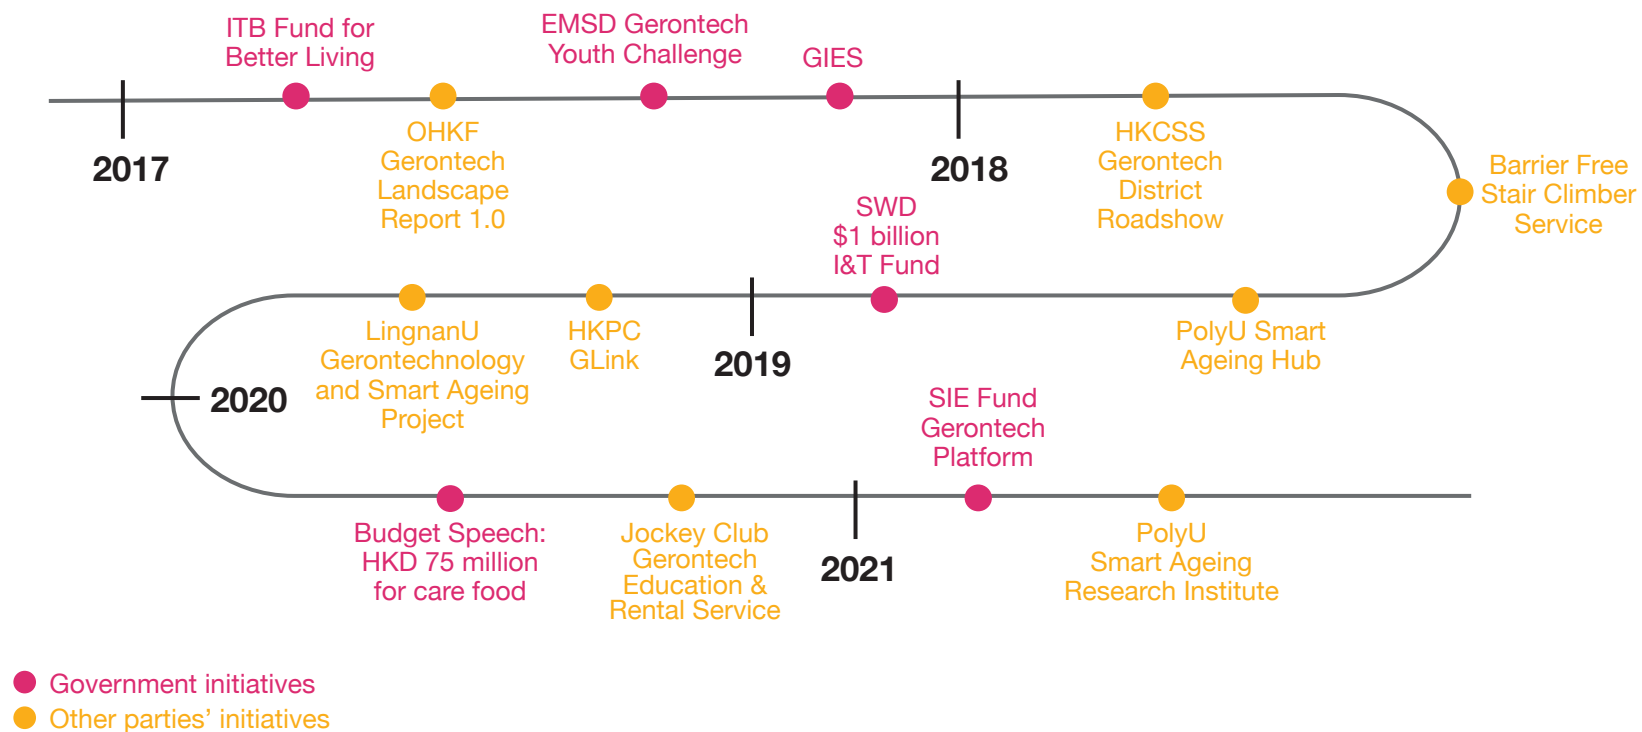 ITB Fund for
Better Living
EMSD Gerontech
Youth Challenge
GIES
2017
OHKF
Gerontech
Landscape
Report 1.0
2018
HKCSS
Gerontech
District
Roadshow
Barrier Free
Stair Climber
Service
SWD
$1 billion
I&T Fund
PolyU Smart
Ageing Hub
2019
HKPC
GLink
LingnanU
Gerontechnology
and Smart Ageing
Project
2020
Budget Speech:
HKD 75 million
for care food
Jockey Club
Gerontech
Education &
Rental Service
2021
SIE Fund
Gerontech
Platform
PolyU
Smart Ageing
Research Institute
Government initiatives
Other parties’ initiatives